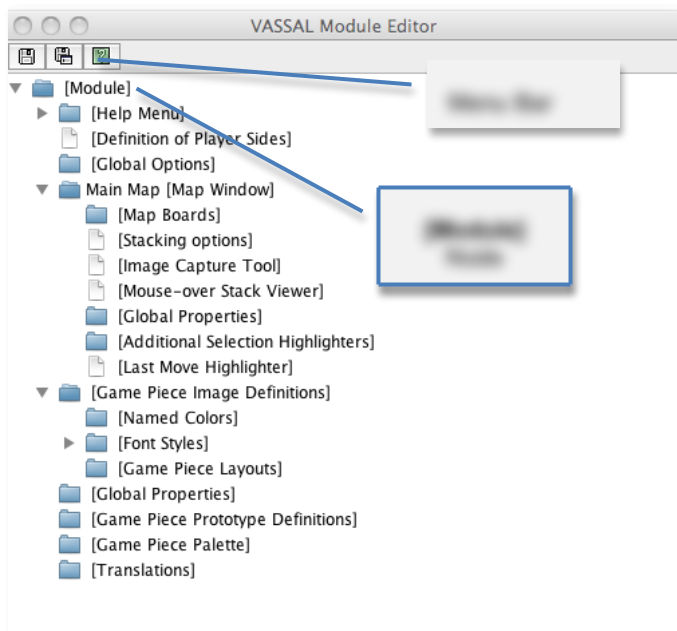 VASSAL Module Editor
[Module]
[Help Menu]
[Definition of Player Sides]
[Global Options]
Main Map [Map Window]
[Map Boards]
[Stacking options]
[Image Capture Tool]
[Mouse-over Stack Viewer]
[Global Properties]
[Additional Selection Highlighters]
[Last Move Highlighter]
[Game Piece Image Definitions]
[Named Colors]
[Font Styles]
[Game Piece Layouts]
[Global Properties]
[Game Piece Prototype Definitions]
[Game Piece Palette]
[Translations]